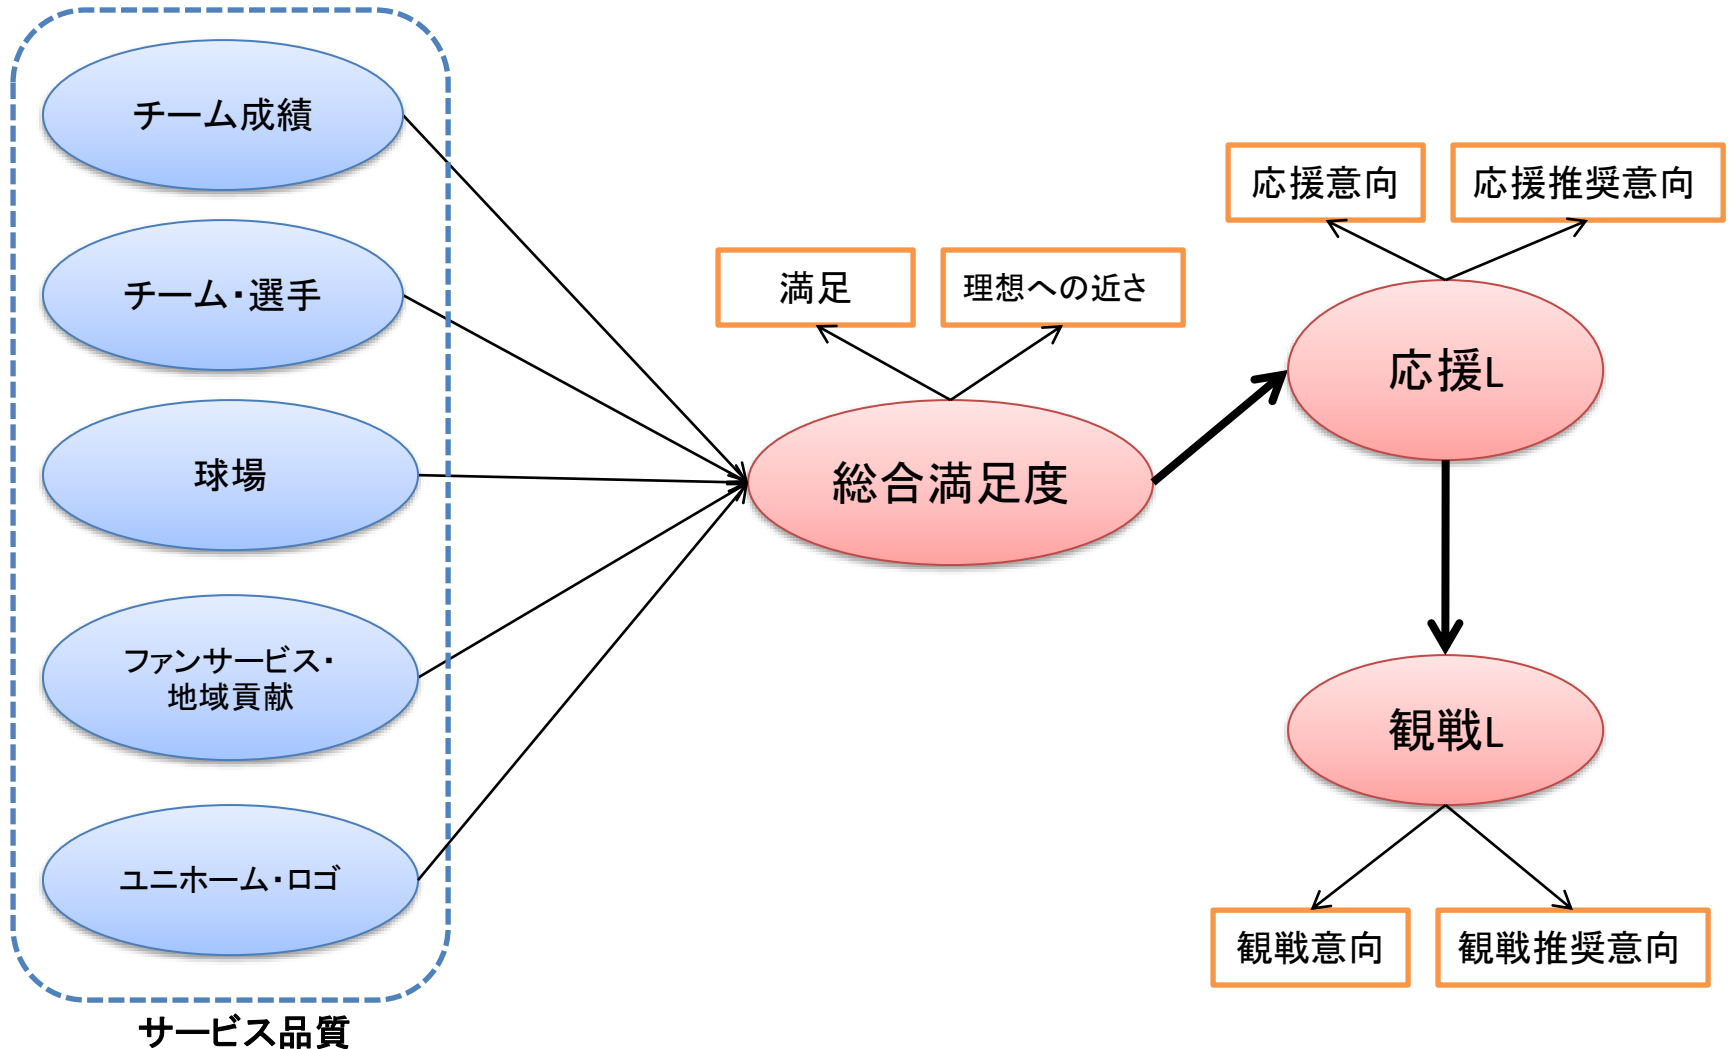 チーム成績
チーム・選手
球場
ファンサービス・
地域貢献
ユニホーム・ロゴ
サービス品質
満足
理想への近さ
総合満足度
応援意向
応援推奨意向
応援L
観戦L
観戦意向
観戦推奨意向